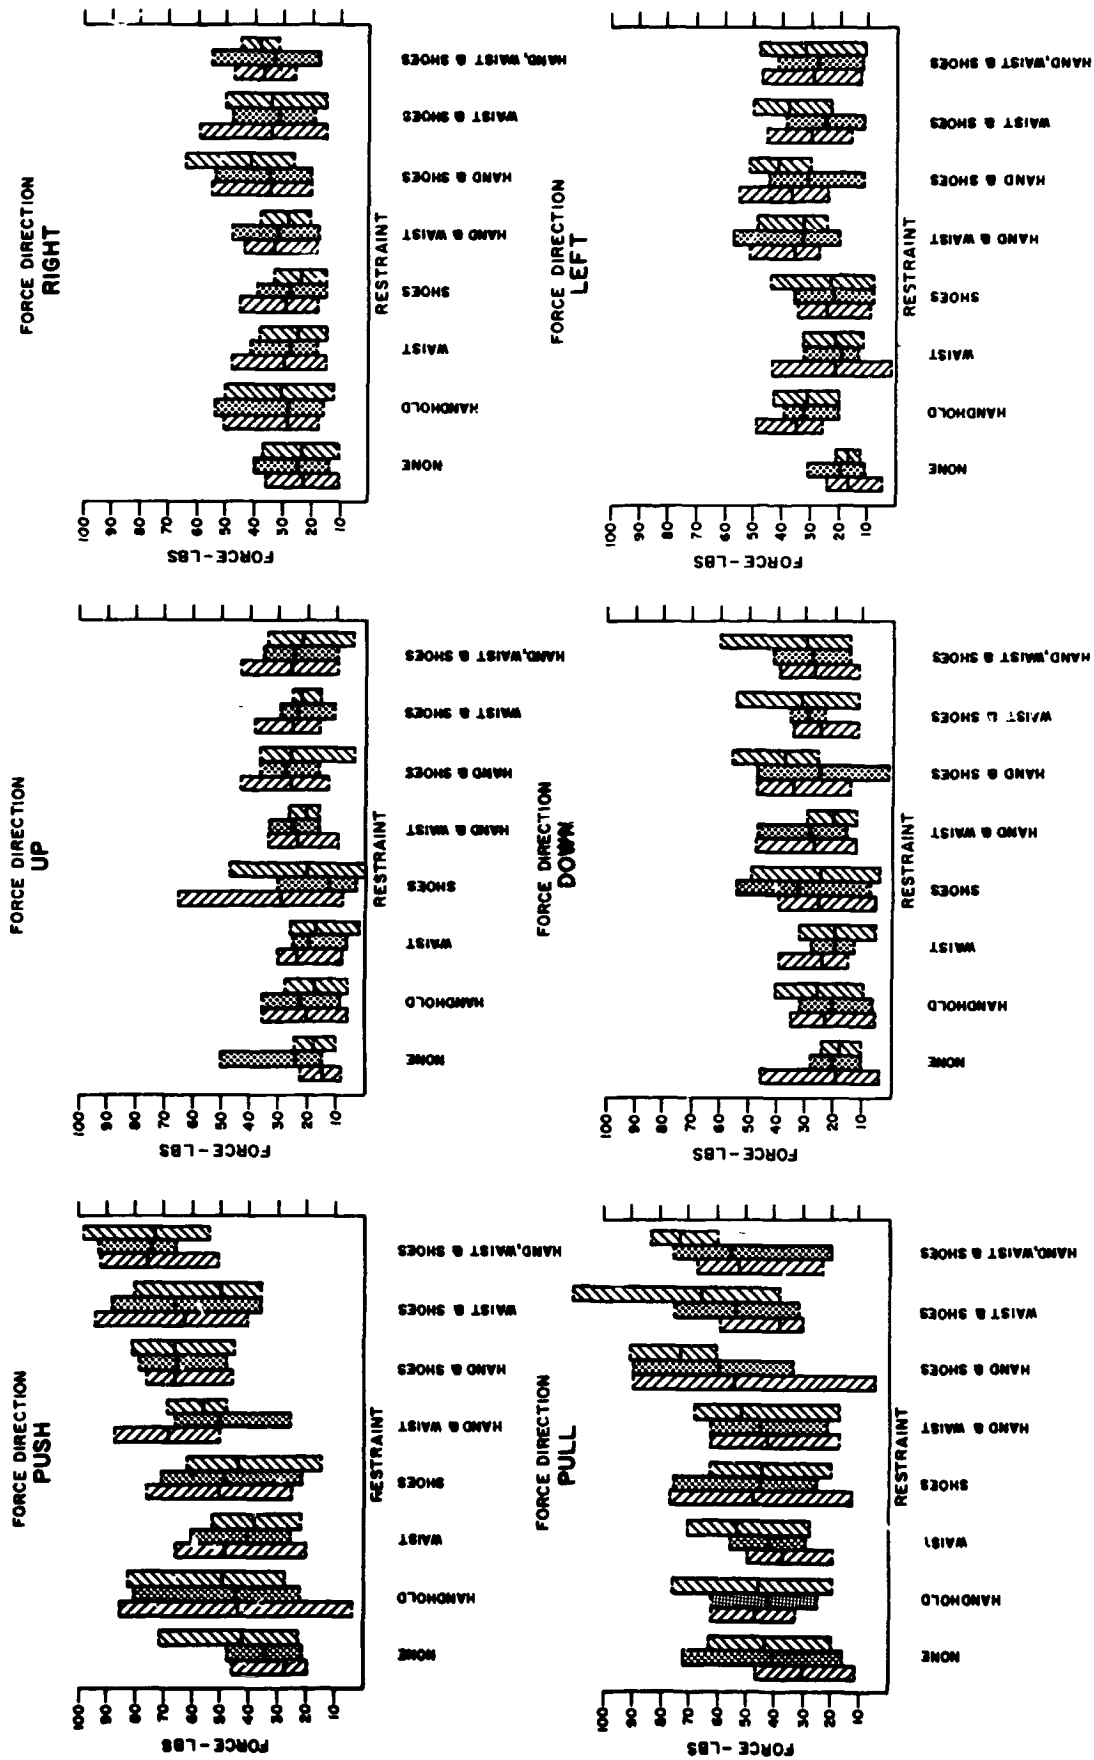 FORCE DIRECTION
PUSH
FORCE-LBS
100
90
80
70
60
50
40
30
20
10
NONE
HANDHOLD
WAIST
SHOES
HAND & WAIST
HAND & SHOES
WAIST & SHOES
HAND, WAIST & SHOES
RESTRAINT
FORCE DIRECTION
UP
FORCE-LBS
100
90
80
70
60
50
40
30
20
10
NONE
HANDHOLD
WAIST
SHOES
HAND & WAIST
HAND & SHOES
WAIST & SHOES
HAND, WAIST & SHOES
RESTRAINT
FORCE DIRECTION
RIGHT
FORCE-LBS
100
90
80
70
60
50
40
30
20
10
NONE
HANDHOLD
WAIST
SHOES
HAND & WAIST
HAND & SHOES
WAIST & SHOES
HAND, WAIST & SHOES
RESTRAINT
FORCE DIRECTION
PULL
FORCE-LBS
100
90
80
70
60
50
40
30
20
10
NONE
HANDHOLD
WAIST
SHOES
HAND & WAIST
HAND & SHOES
WAIST & SHOES
HAND, WAIST & SHOES
RESTRAINT
FORCE DIRECTION
DOWN
FORCE-LBS
100
90
80
70
60
50
40
30
20
10
NONE
HANDHOLD
WAIST
SHOES
HAND & WAIST
HAND & SHOES
WAIST & SHOES
HAND, WAIST & SHOES
RESTRAINT
FORCE DIRECTION
LEFT
FORCE-LBS
100
90
80
70
60
50
40
30
20
10
NONE
HANDHOLD
WAIST
SHOES
HAND & WAIST
HAND & SHOES
WAIST & SHOES
HAND, WAIST & SHOES
RESTRAINT